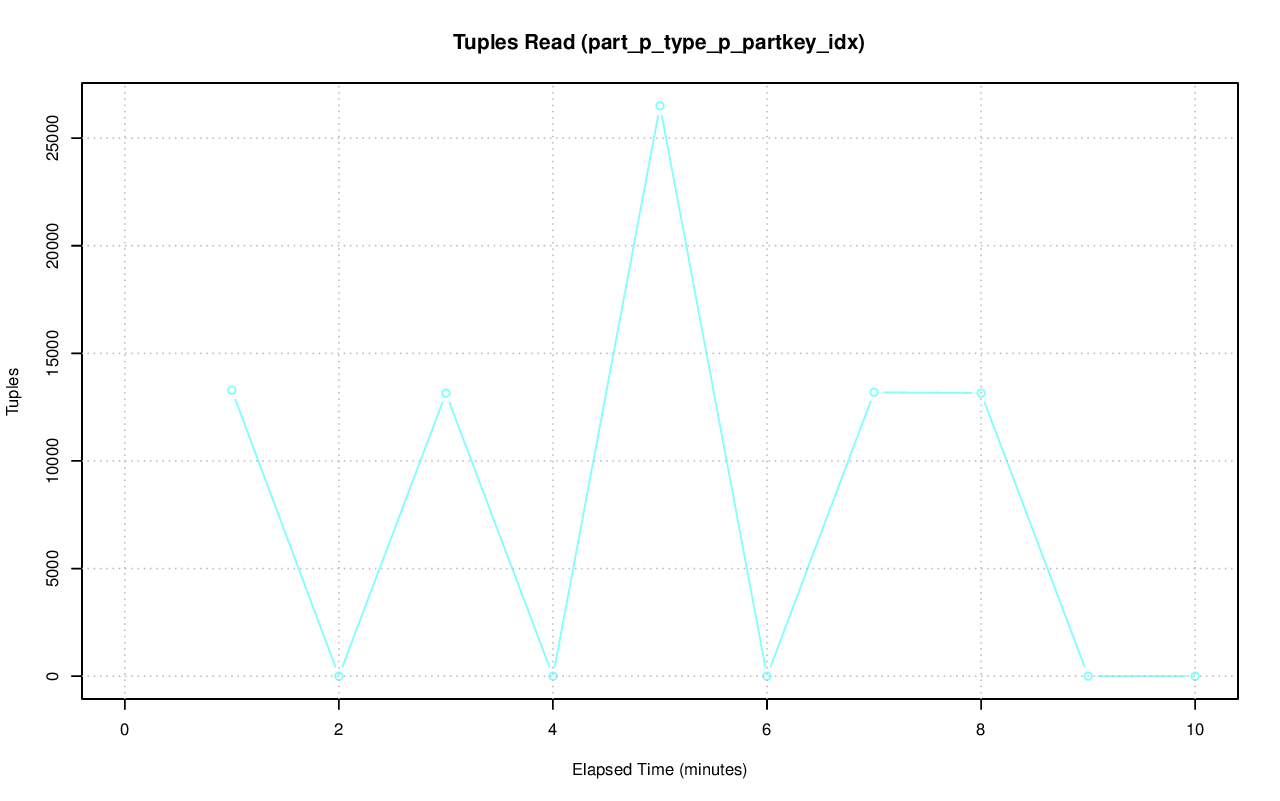 Tuples Read (part_p_type_p_partkey_idx)
25000
20000
15000
10000
5000
0
Tuples
0 2 4 6 8 10
Elapsed Time (minutes)